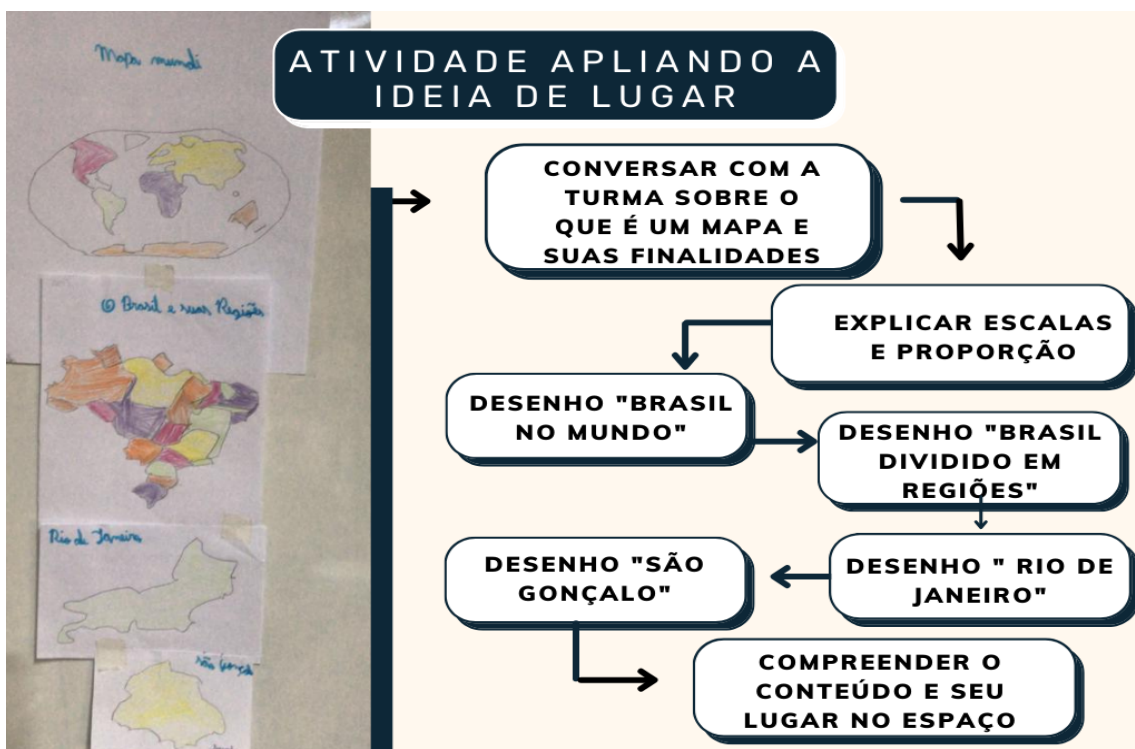 Mapa mundi
O Brasil e suas Regiões
Rio de Janeiro
ATIVIDADE APLIANDO A
IDEIA DE LUGAR
CONVERSAR COM A
TURMA SOBRE O
QUE É UM MAPA E
SUAS FINALIDADES
EXPLICAR ESCALAS
E PROPORÇÃO
DESENHO "BRASIL
NO MUNDO"
DESENHO "BRASIL
DIVIDIDO EM
REGIÕES"
DESENHO " RIO DE
JANEIRO"
DESENHO "SÃO
GONÇALO"
COMPREENDER O
CONTEÚDO E SEU
LUGAR NO ESPAÇO